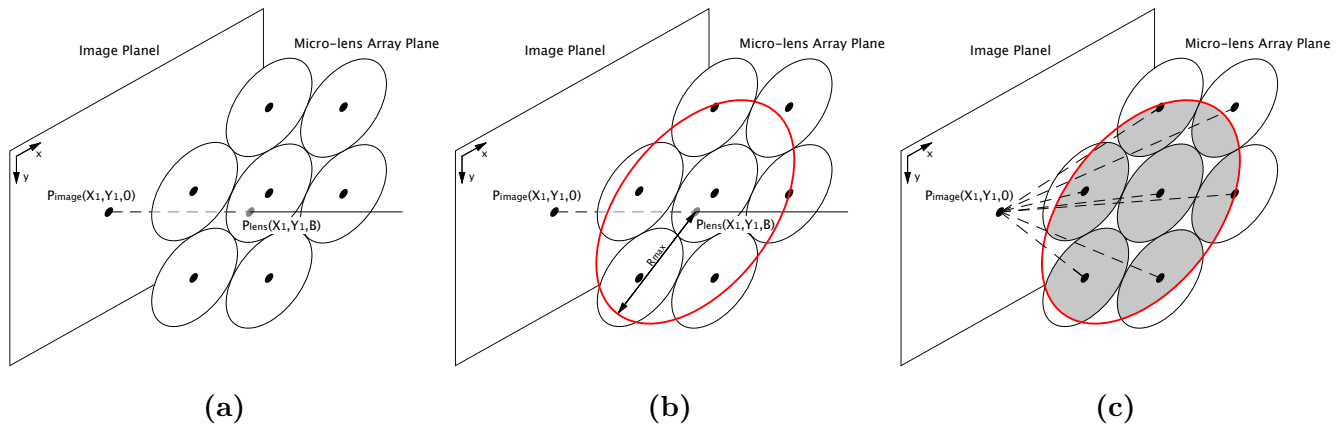 Image Planel
Micro-lens Array Plane
x
y
Pimage(X1,Y1,0)
Plens(X1,Y1,B)
(a)
Image Planel
Micro-lens Array Plane
x
y
Pimage(X1,Y1,0)
Plens(X1,Y1,B)
Rmax
(b)
Image Planel
Micro-lens Array Plane
x
y
Pimage(X1,Y1,0)
(c)